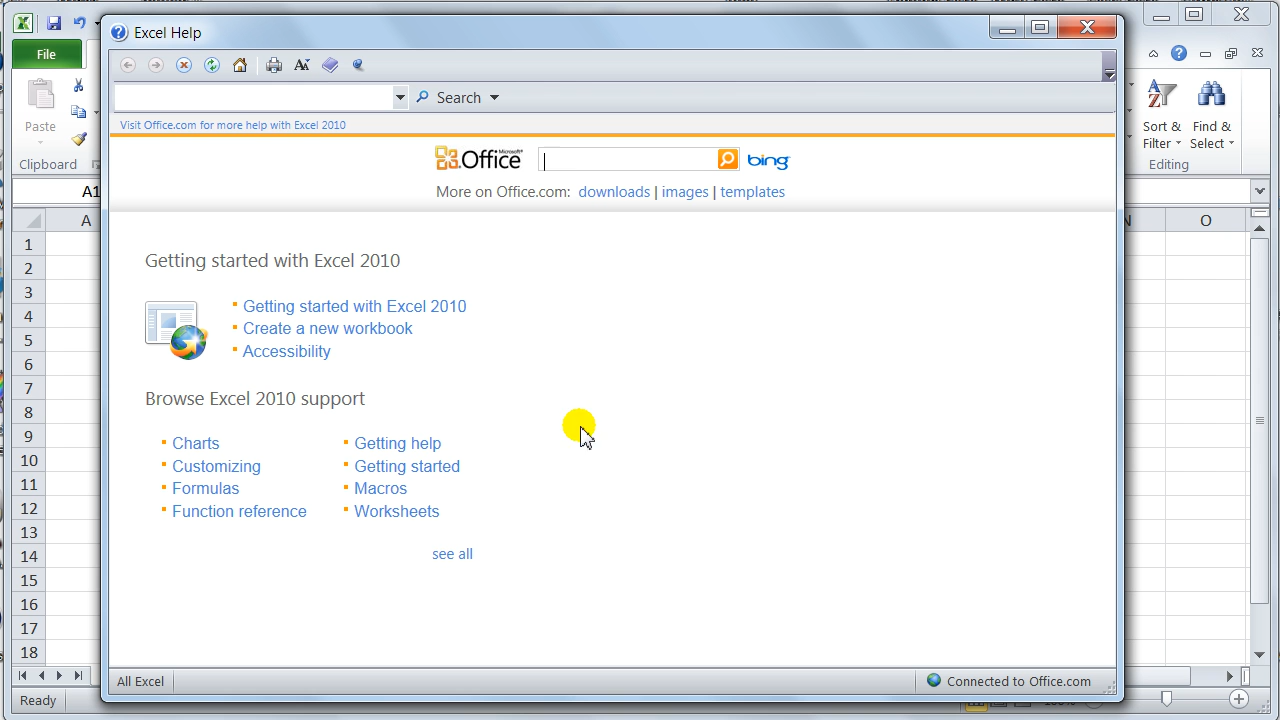 Excel Help
File
Search
Paste
Sort &
Filter
Find &
Select
Visit Office.com for more help with Excel 2010
Clipboard
Editing
Microsoft
Office
bing
A1
More on Office.com: downloads | images | templates
A
N
O
1
2
3
4
5
6
7
8
9
10
11
12
13
14
15
16
17
18
Getting started with Excel 2010
Getting started with Excel 2010
Create a new workbook
Accessibility
Browse Excel 2010 support
Charts
Customizing
Formulas
Function reference
Getting help
Getting started
Macros
Worksheets
see all
All Excel
Connected to Office.com
Ready